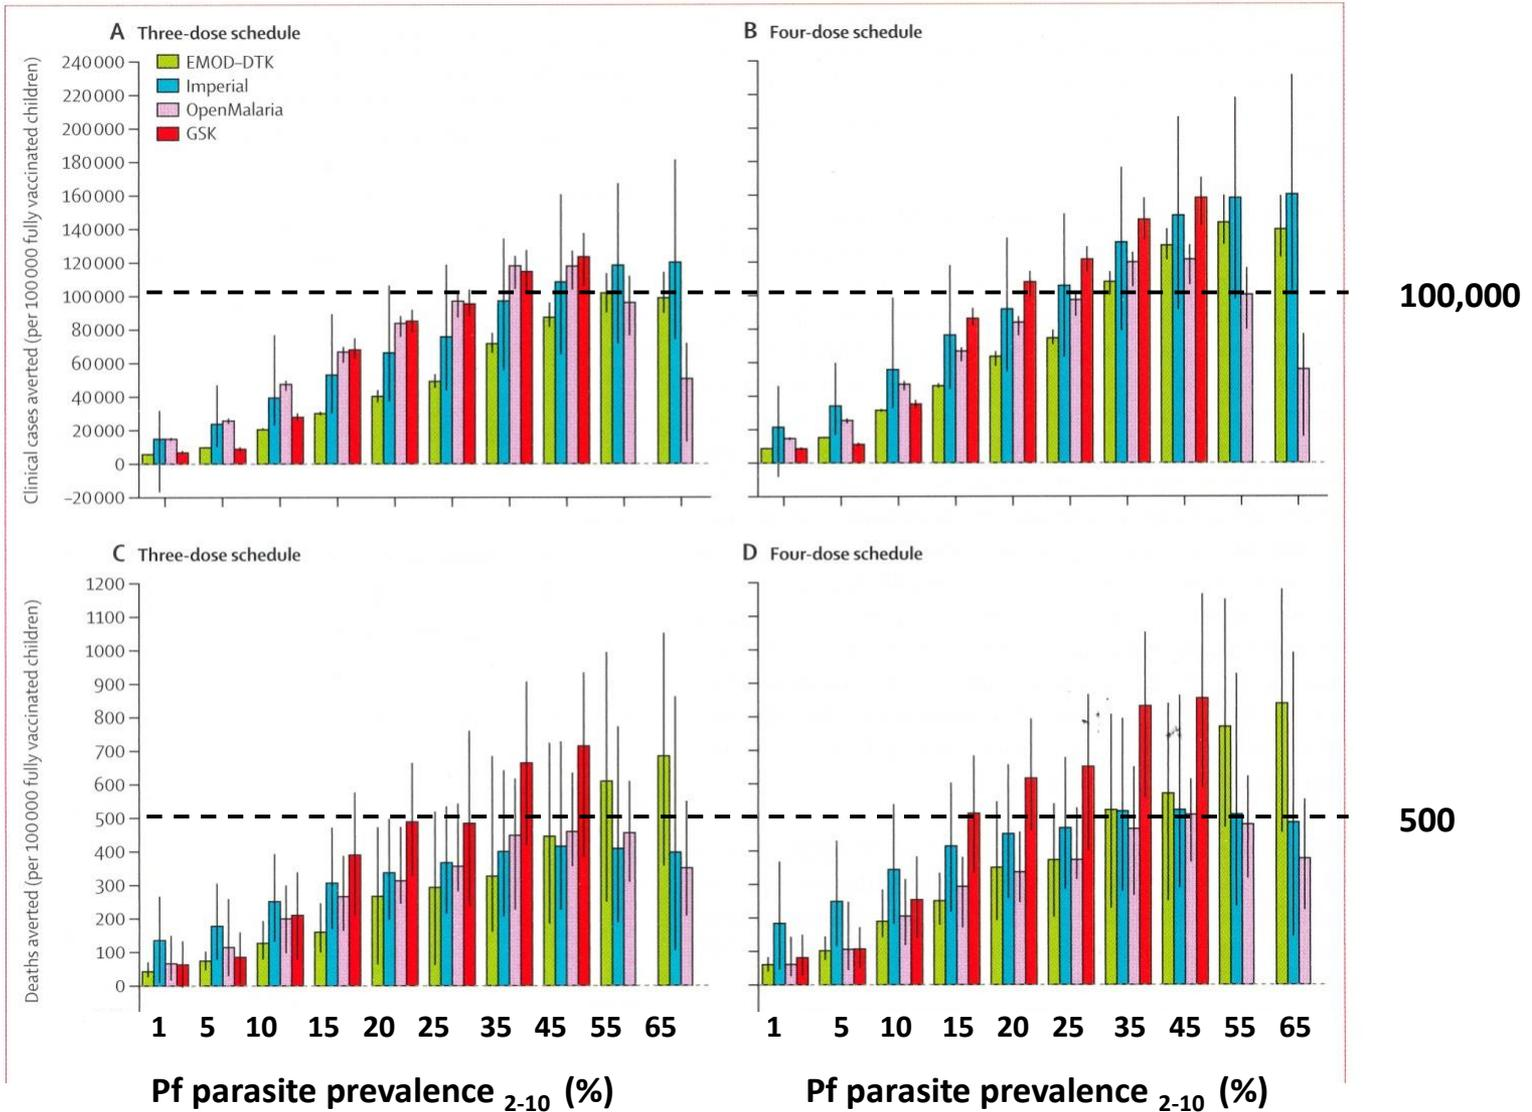 A Three-dose schedule
EMOD–DTK
Imperial
OpenMalaria
GSK
Clinical cases averted (per 100 000 fully vaccinated children)
240 000
220 000
200 000
180 000
160 000
140 000
120 000
100 000
80 000
60 000
40 000
20 000
0
–20 000
B Four-dose schedule
100,000
C Three-dose schedule
Deaths averted (per 100 000 fully vaccinated children)
1200
1100
1000
900
800
700
600
500
400
300
200
100
0
1 5 10 15 20 25 35 45 55 65
Pf parasite prevalence 2-10 (%)
D Four-dose schedule
500
1 5 10 15 20 25 35 45 55 65
Pf parasite prevalence 2-10 (%)